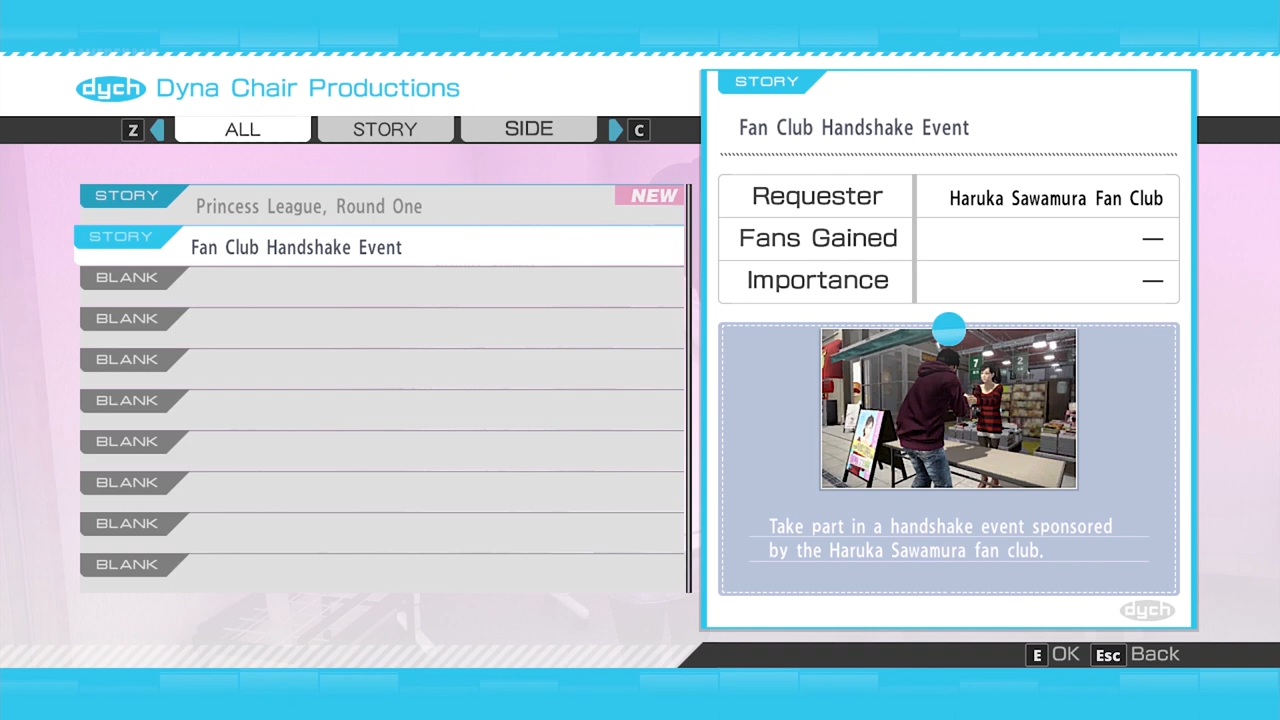 dych Dyna Chair Productions
Z ALL STORY SIDE C
STORY Princess League, Round One NEW
STORY Fan Club Handshake Event
BLANK
BLANK
BLANK
BLANK
BLANK
BLANK
BLANK
BLANK
STORY
Fan Club Handshake Event
Requester Haruka Sawamura Fan Club
Fans Gained —
Importance —
7 2
Take part in a handshake event sponsored
by the Haruka Sawamura fan club.
dych
E OK Esc Back